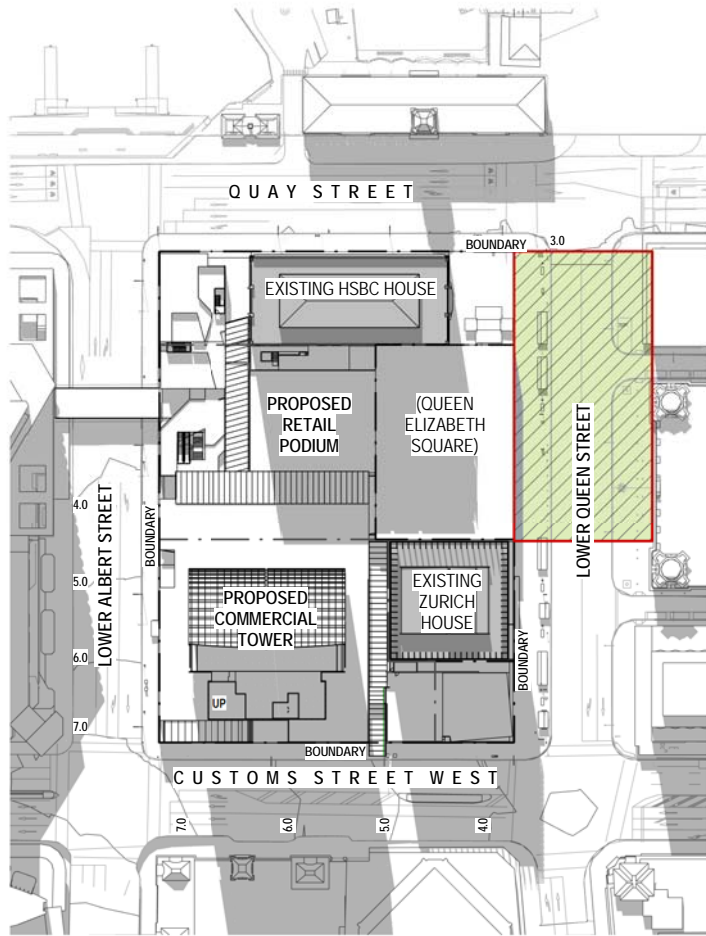 QUAY STREET
BOUNDARY
3.0
EXISTING HSBC HOUSE
PROPOSED
RETAIL
PODIUM
(QUEEN
ELIZABETH
SQUARE)
LOWER QUEEN STREET
LOWER ALBERT STREET
4.0
5.0
6.0
7.0
BOUNDARY
PROPOSED
COMMERCIAL
TOWER
EXISTING
ZURICH
HOUSE
BOUNDARY
UP
BOUNDARY
CUSTOMS STREET WEST
7.0
6.0
5.0
4.0